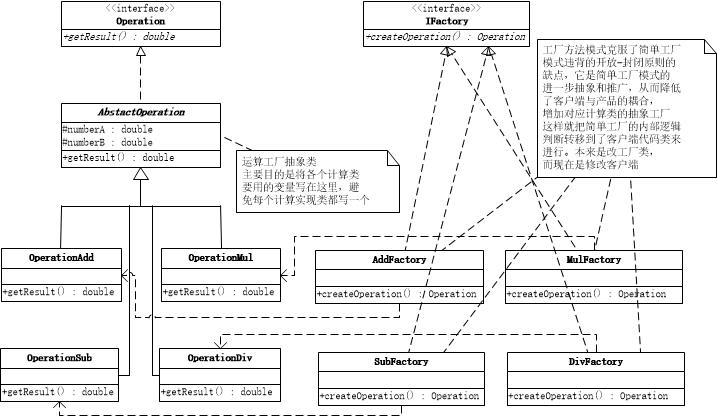 <<interface>>
Operation
+getResult() : double
<<interface>>
IFactory
+createOperation() : Operation
工厂方法模式克服了简单工厂
模式违背的开放-封闭原则的
缺点，它是简单工厂模式的
进一步抽象和推广，从而降低
了客户端与产品的耦合，
增加对应计算类的抽象工厂
这样就把简单工厂的内部逻辑
判断转移到了客户端代码类来
进行。本来是改工厂类，
而现在是修改客户端
AbstactOperation
#numberA : double
#numberB : double
+getResult() : double
运算工厂抽象类
主要目的是将各个计算类
要用的变量写在这里，避
免每个计算实现类都写一个
OperationAdd
+getResult() : double
OperationMul
+getResult() : double
AddFactory
+createOperation() : Operation
MulFactory
+createOperation() : Operation
OperationSub
+getResult() : double
OperationDiv
+getResult() : double
SubFactory
+createOperation() : Operation
DivFactory
+createOperation() : Operation